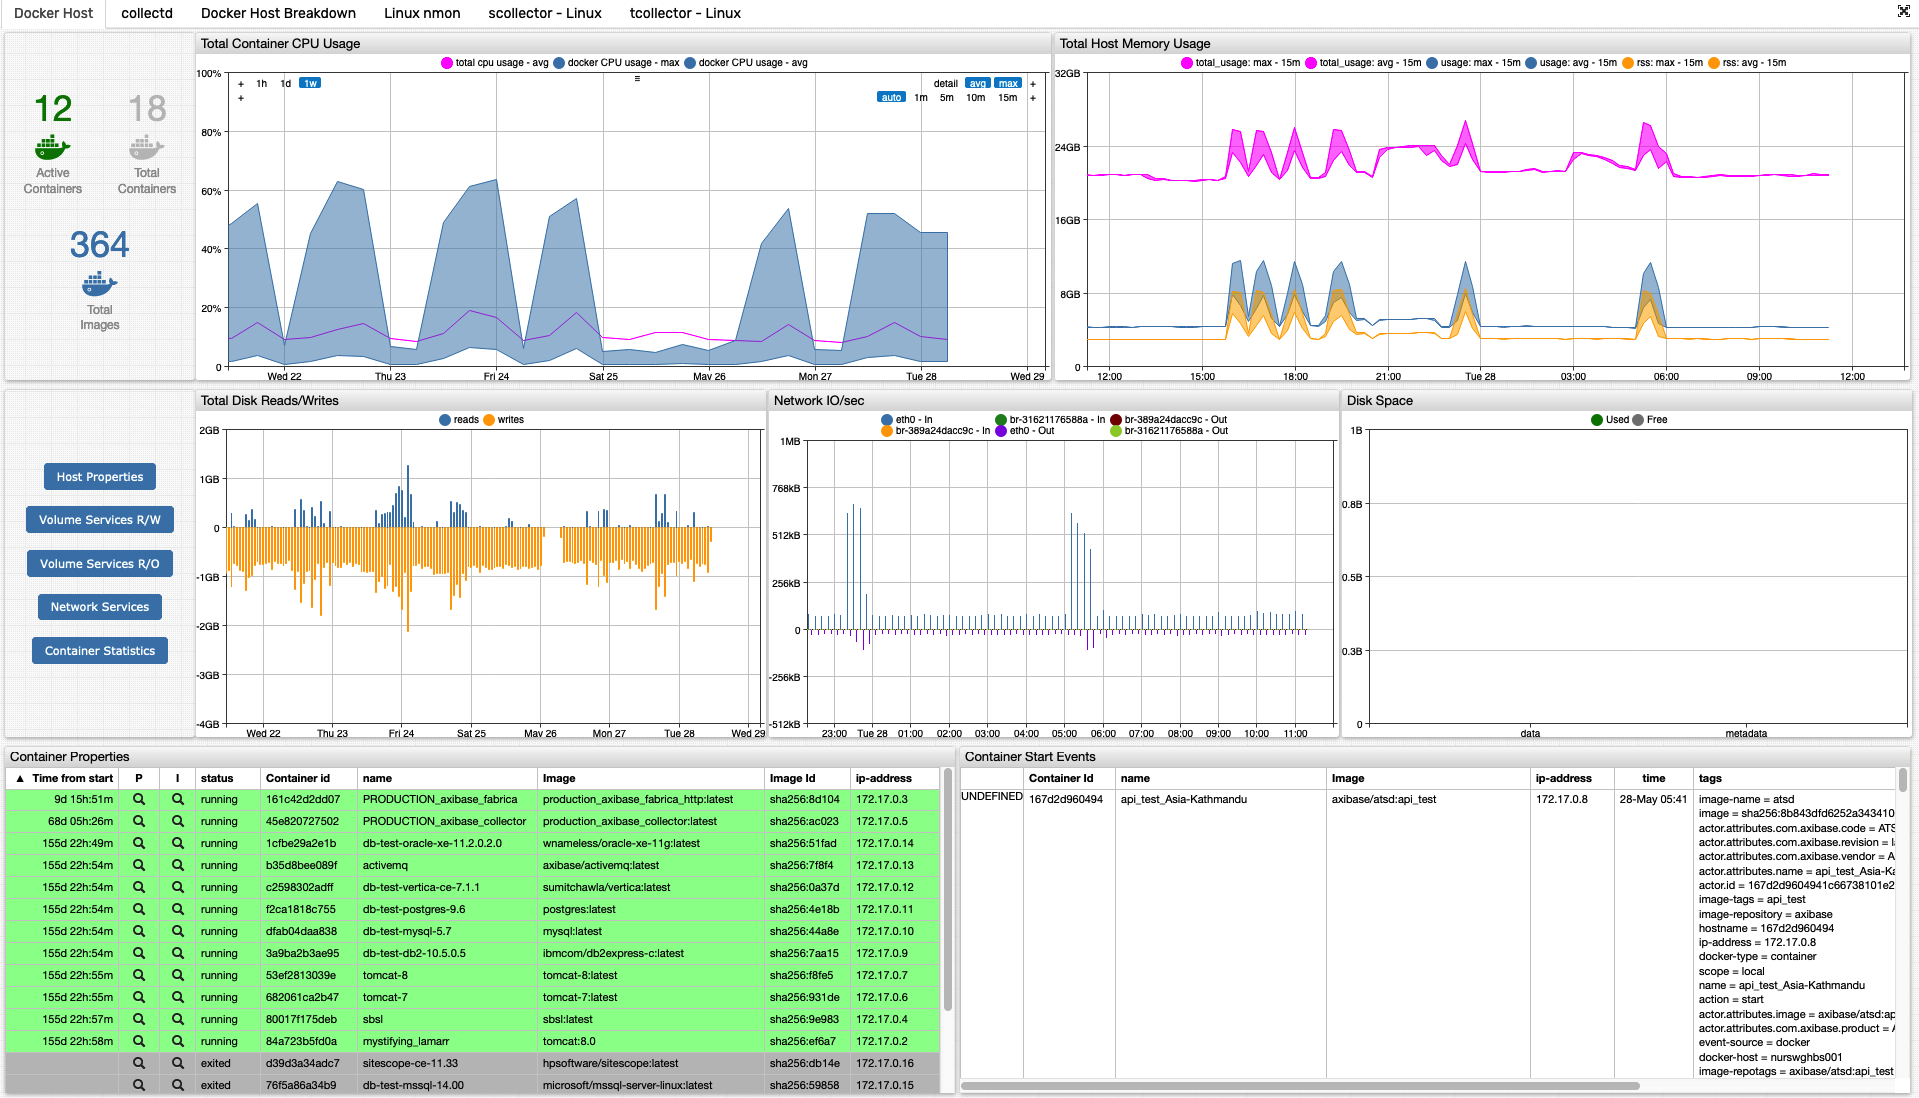 Docker Host collectd Docker Host Breakdown Linux nmon scollector - Linux tcollector - Linux
12
Active
Containers
18
Total
Containers
364
Total
Images
Total Container CPU Usage
total cpu usage - avg docker CPU usage - max docker CPU usage - avg
+ 1h 1d 1w
+
detail avg max +
auto 1m 5m 10m 15m +
100%
80%
60%
40%
20%
0
Wed 22 Thu 23 Fri 24 Sat 25 May 26 Mon 27 Tue 28 Wed 29
Total Host Memory Usage
total_usage: max - 15m total_usage: avg - 15m usage: max - 15m usage: avg - 15m rss: max - 15m rss: avg - 15m
32GB
24GB
16GB
8GB
0
12:00 15:00 18:00 21:00 Tue 28 03:00 06:00 09:00 12:00
Host Properties
Volume Services R/W
Volume Services R/O
Network Services
Container Statistics
Total Disk Reads/Writes
reads writes
2GB
1GB
0
-1GB
-2GB
-3GB
-4GB
Wed 22 Thu 23 Fri 24 Sat 25 May 26 Mon 27 Tue 28 Wed 29
Network IO/sec
eth0 - In br-31621176588a - In br-389a24dacc9c - Out
br-389a24dacc9c - In eth0 - Out br-31621176588a - Out
1MB
768kB
512kB
256kB
0
-256kB
-512kB
23:00 Tue 28 01:00 02:00 03:00 04:00 05:00 06:00 07:00 08:00 09:00 10:00 11:00
Disk Space
Used Free
1B
0.8B
0.5B
0.3B
0
data metadata
Container Properties
▲ Time from start P I status Container id name Image Image Id ip-address
9d 15h:51m running 161c42d2dd07 PRODUCTION_axibase_fabrica production_axibase_fabrica_http:latest sha256:8d104 172.17.0.3
68d 05h:26m running 45e820727502 PRODUCTION_axibase_collector production_axibase_collector:latest sha256:ac023 172.17.0.5
155d 22h:49m running 1cfbe29a2e1b db-test-oracle-xe-11.2.0.2.0 wnameless/oracle-xe-11g:latest sha256:51fad 172.17.0.14
155d 22h:54m running b35d8bee089f activemq axibase/activemq:latest sha256:7f8f4 172.17.0.13
155d 22h:54m running c2598302adff db-test-vertica-ce-7.1.1 sumitchawla/vertica:latest sha256:0a37d 172.17.0.12
155d 22h:54m running f2ca1818c755 db-test-postgres-9.6 postgres:latest sha256:4e18b 172.17.0.11
155d 22h:54m running dfab04daa838 db-test-mysql-5.7 mysql:latest sha256:44a8e 172.17.0.10
155d 22h:54m running 3a9ba2b3ae95 db-test-db2-10.5.0.5 ibmcom/db2express-c:latest sha256:7aa15 172.17.0.9
155d 22h:55m running 53ef2813039e tomcat-8 tomcat-8:latest sha256:f8fe5 172.17.0.7
155d 22h:55m running 682061ca2b47 tomcat-7 tomcat-7:latest sha256:931de 172.17.0.6
155d 22h:57m running 80017f175deb sbsl sbsl:latest sha256:9e983 172.17.0.4
155d 22h:58m running 84a723b5fd0a mystifying_lamarr tomcat:8.0 sha256:ef6a7 172.17.0.2
exited d39d3a34adc7 sitescope-ce-11.33 hpsoftware/sitescope:latest sha256:db14e 172.17.0.16
exited 76f5a86a34b9 db-test-mssql-14.00 microsoft/mssql-server-linux:latest sha256:59858 172.17.0.15
Container Start Events
Container Id name Image ip-address time tags
UNDEFINED 167d2d960494 api_test_Asia-Kathmandu axibase/atsd:api_test 172.17.0.8 28-May 05:41 image-name = atsd
image = sha256:8b843dfd6252a343410
actor.attributes.com.axibase.code = ATS
actor.attributes.com.axibase.revision = 
actor.attributes.com.axibase.vendor = A
actor.attributes.name = api_test_Asia-Ka
actor.id = 167d2d9604941c66738101e2
image-tags = api_test
image-repository = axibase
hostname = 167d2d960494
ip-address = 172.17.0.8
docker-type = container
scope = local
name = api_test_Asia-Kathmandu
action = start
actor.attributes.image = axibase/atsd:ap
actor.attributes.com.axibase.product = A
event-source = docker
docker-host = nurswghbs001
image-repotags = axibase/atsd:api_test